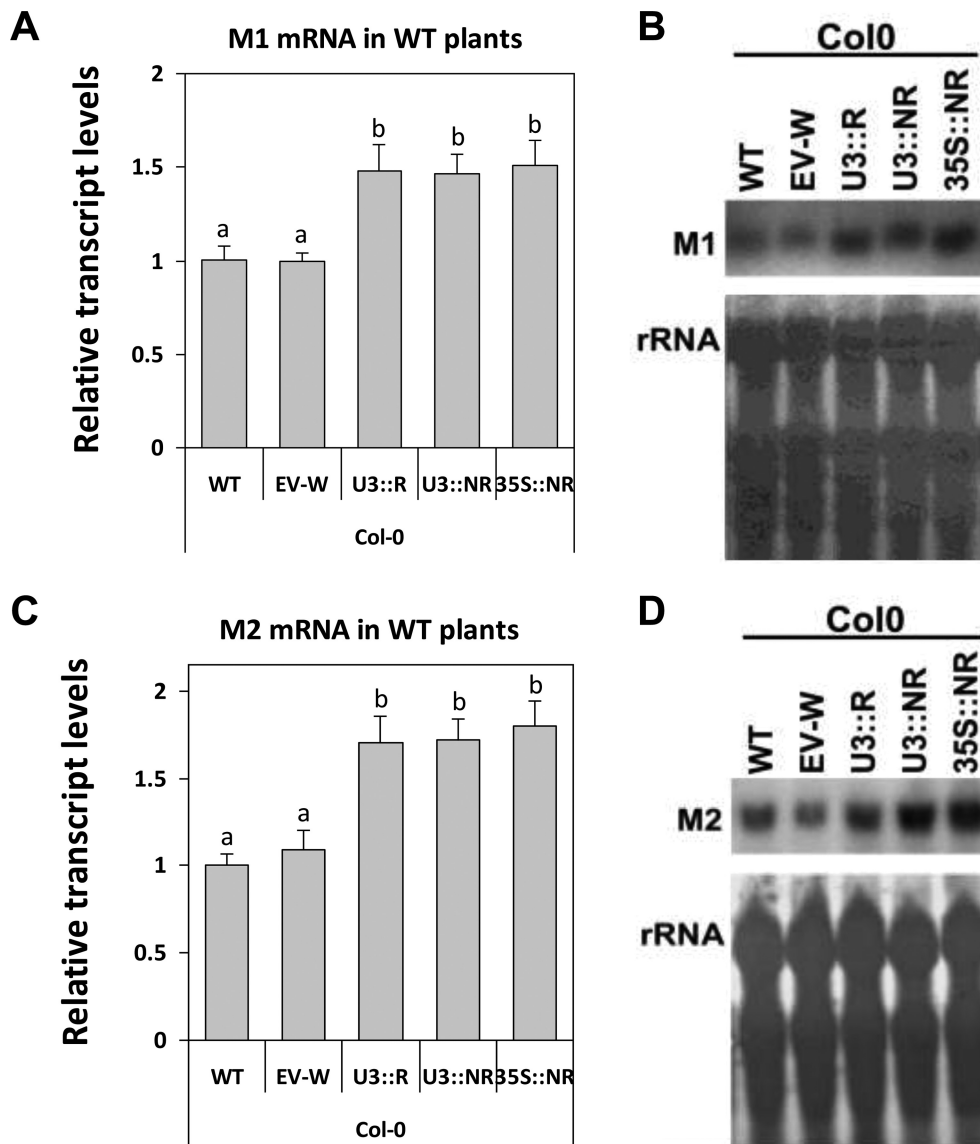 A
M1 mRNA in WT plants
Relative transcript levels
2
1.5
1
0.5
0
a
a
b
b
b
WT
EV-W
U3::R
U3::NR
35S::NR
Col-0
B
Col0
WT
EV-W
U3::R
U3::NR
35S::NR
M1
rRNA
C
M2 mRNA in WT plants
Relative transcript levels
2
1.5
1
0.5
0
a
a
b
b
b
WT
EV-W
U3::R
U3::NR
35S::NR
Col-0
D
Col0
WT
EV-W
U3::R
U3::NR
35S::NR
M2
rRNA